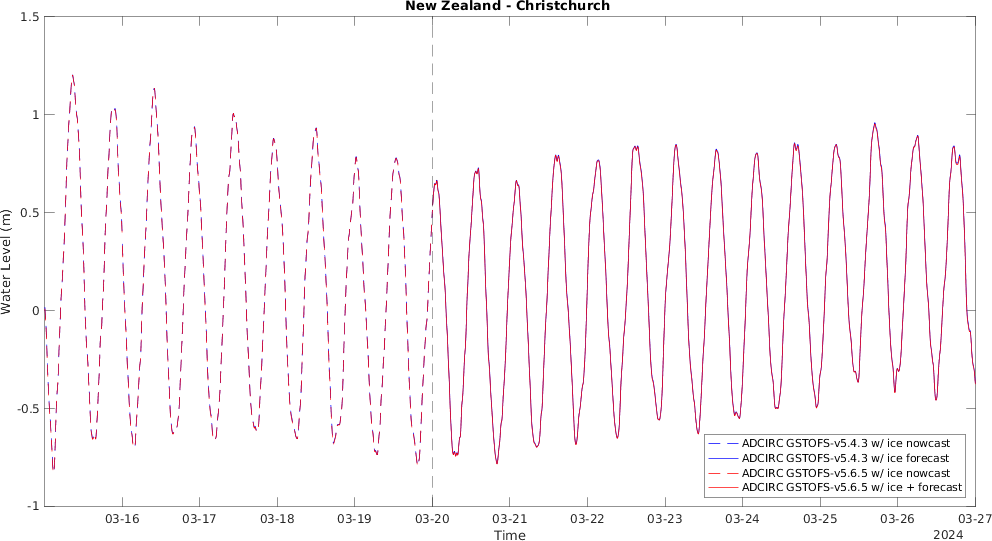 New Zealand - Christchurch
1.5
1
0.5
0
-0.5
-1
Water Level (m)
03-16 03-17 03-18 03-19 03-20 03-21 03-22 03-23 03-24 03-25 03-26 03-27
Time
2024
ADCIRC GSTOFS-v5.4.3 w/ ice nowcast
ADCIRC GSTOFS-v5.4.3 w/ ice forecast
ADCIRC GSTOFS-v5.6.5 w/ ice nowcast
ADCIRC GSTOFS-v5.6.5 w/ ice + forecast